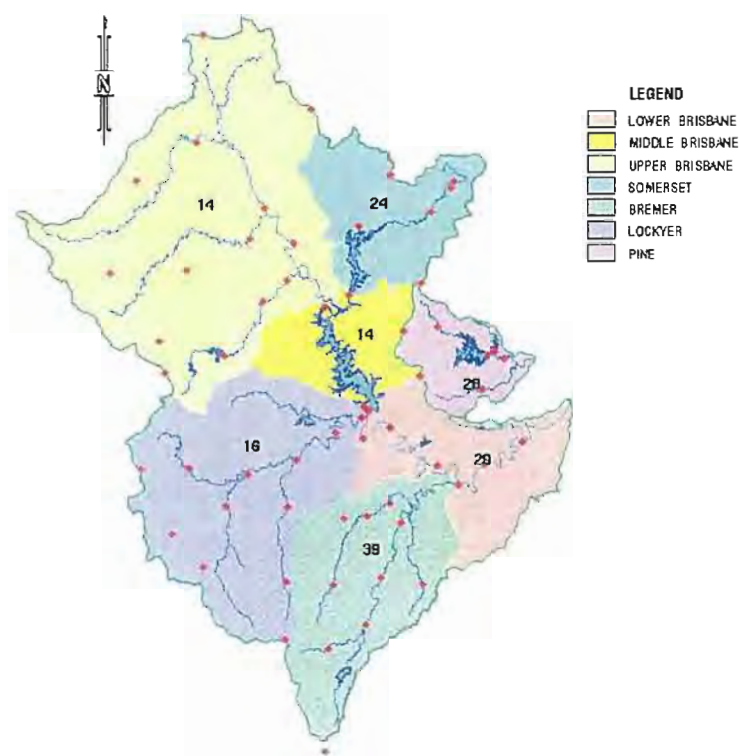 N
LEGEND
LOWER BRISBANE
MIDDLE BRISBANE
UPPER BRISBANE
SOMERSET
BREMER
LOCKYER
PINE
24
14
14
28
16
29
39